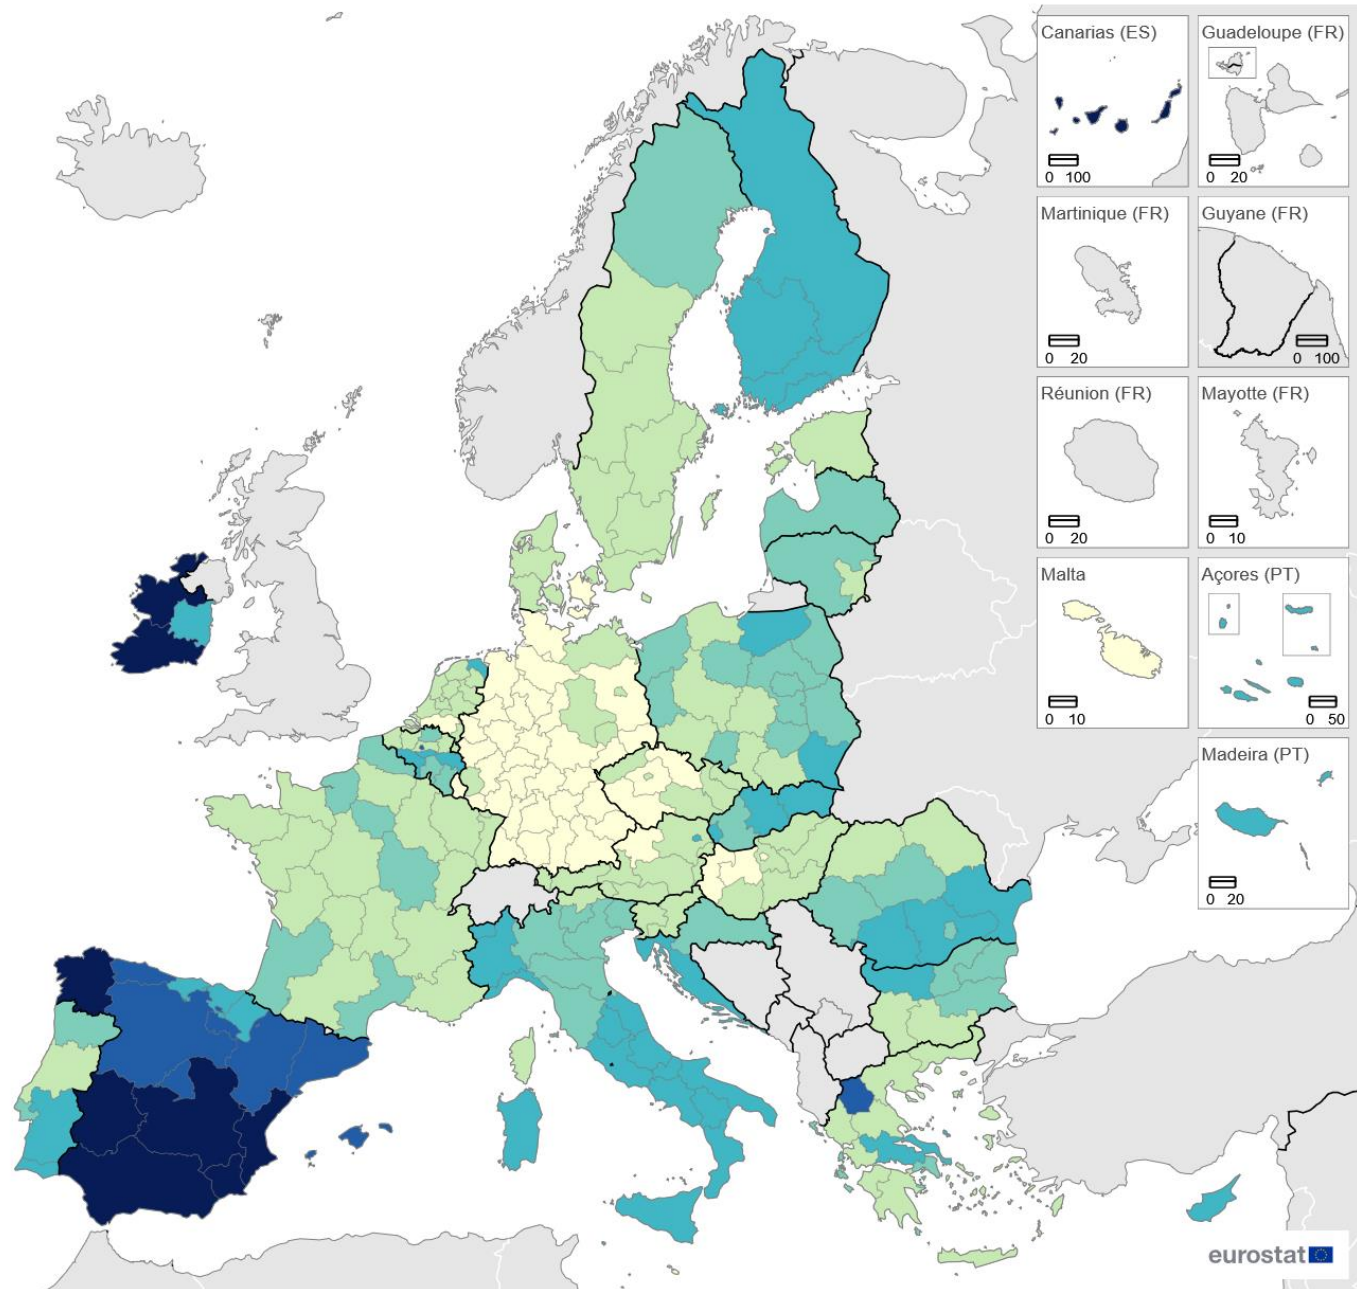 Canarias (ES)
0 100
Guadeloupe (FR)
0 20
Martinique (FR)
0 20
Guyane (FR)
0 100
Réunion (FR)
0 20
Mayotte (FR)
0 10
Malta
0 10
Açores (PT)
0 50
Madeira (PT)
0 20
eurostat